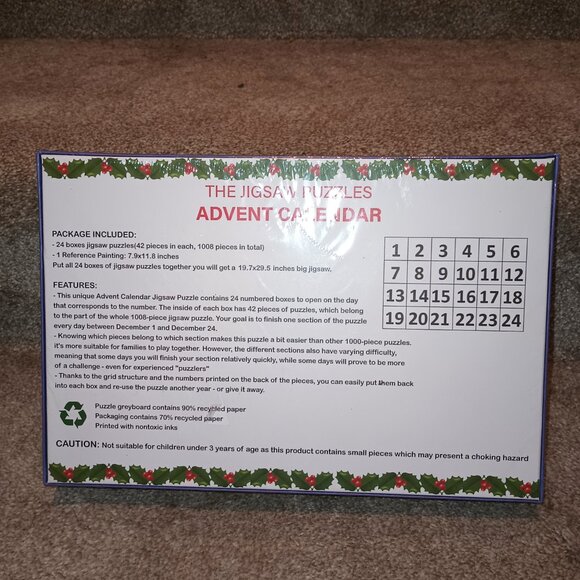 THE JIGSAW PUZZLES
ADVENT CALENDAR
PACKAGE INCLUDED:
- 24 boxes jigsaw puzzles(42 pieces in each, 1008 pieces in total)
- 1 Reference Painting: 7.9x11.8 inches
Put all 24 boxes of jigsaw puzzles together you will get a 19.7x29.5 inches big jigsaw.
FEATURES:
- This unique Advent Calendar Jigsaw Puzzle contains 24 numbered boxes to open on the day
that corresponds to the number. The inside of each box has 42 pieces of puzzles, which belong
to the part of the whole 1008-piece jigsaw puzzle. Your goal is to finish one section of the puzzle
every day between December 1 and December 24.
- Knowing which pieces belong to which section makes this puzzle a bit easier than other 1000-piece puzzles.
it's more suitable for families to play together. However, the different sections also have varying difficulty,
meaning that some days you will finish your section relatively quickly, while some days will prove to be more
of a challenge - even for experienced "puzzlers"
- Thanks to the grid structure and the numbers printed on the back of the pieces, you can easily put them back
into each box and re-use the puzzle another year - or give it away.
1 2 3 4 5 6
7 8 9 10 11 12
13 14 15 16 17 18
19 20 21 22 23 24
Puzzle greyboard contains 90% recycled paper
Packaging contains 70% recycled paper
Printed with nontoxic inks
CAUTION: Not suitable for children under 3 years of age as this product contains small pieces which may present a choking hazard